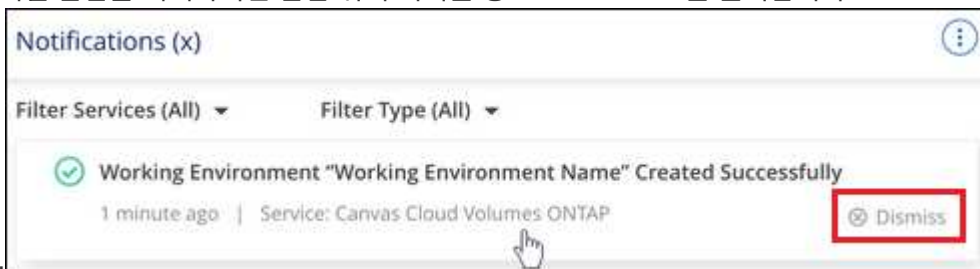 Notifications (x)
Filter Services (All) Filter Type (All)
Working Environment “Working Environment Name” Created Successfully
1 minute ago | Service: Canvas Cloud Volumes ONTAP
Dismiss